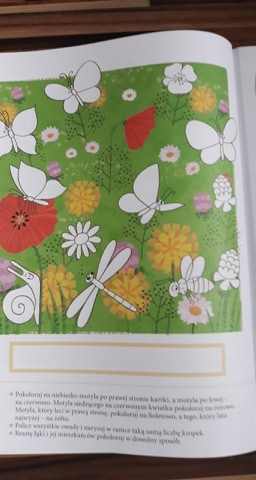 Pokoloruj na niebiesko motyla po prawej stronie kartki, a motyla po lewej –
na czerwono. Motyla siedzącego na czerwonym kwiatku pokoloruj na różowo.
Motyla, który leci w prawą stronę, pokoloruj na fioletowo, a tego, który lata
najwyżej – na żółto.
Policz wszystkie owady i narysuj w ramce taką samą liczbę kropek.
Resztę łąki i jej mieszkańców pokoloruj w dowolny sposób.